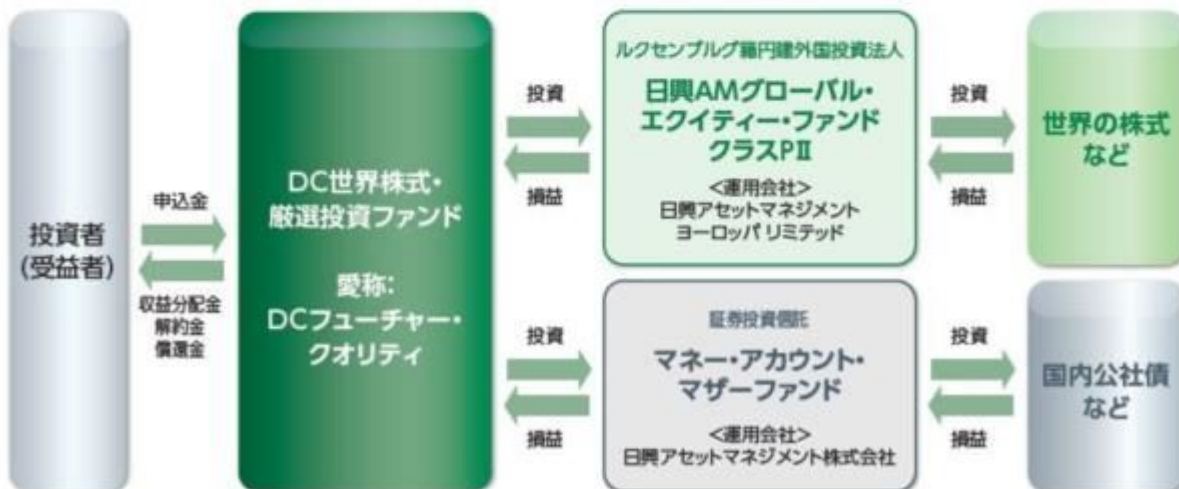 投資者
(受益者)
申込金
収益分配金
解約金
償還金
DC世界株式・
厳選投資ファンド
愛称:
DCフューチャー・
クオリティ
投資
損益
ルクセンブルグ籍円建外国投資法人
日興AMグローバル・
エクイティー・ファンド
クラスPⅡ
<運用会社>
日興アセットマネジメント
ヨーロッパ リミテッド
投資
損益
世界の株式
など
投資
損益
証券投資信託
マネー・アカウント・
マザーファンド
<運用会社>
日興アセットマネジメント株式会社
投資
損益
国内公社債
など